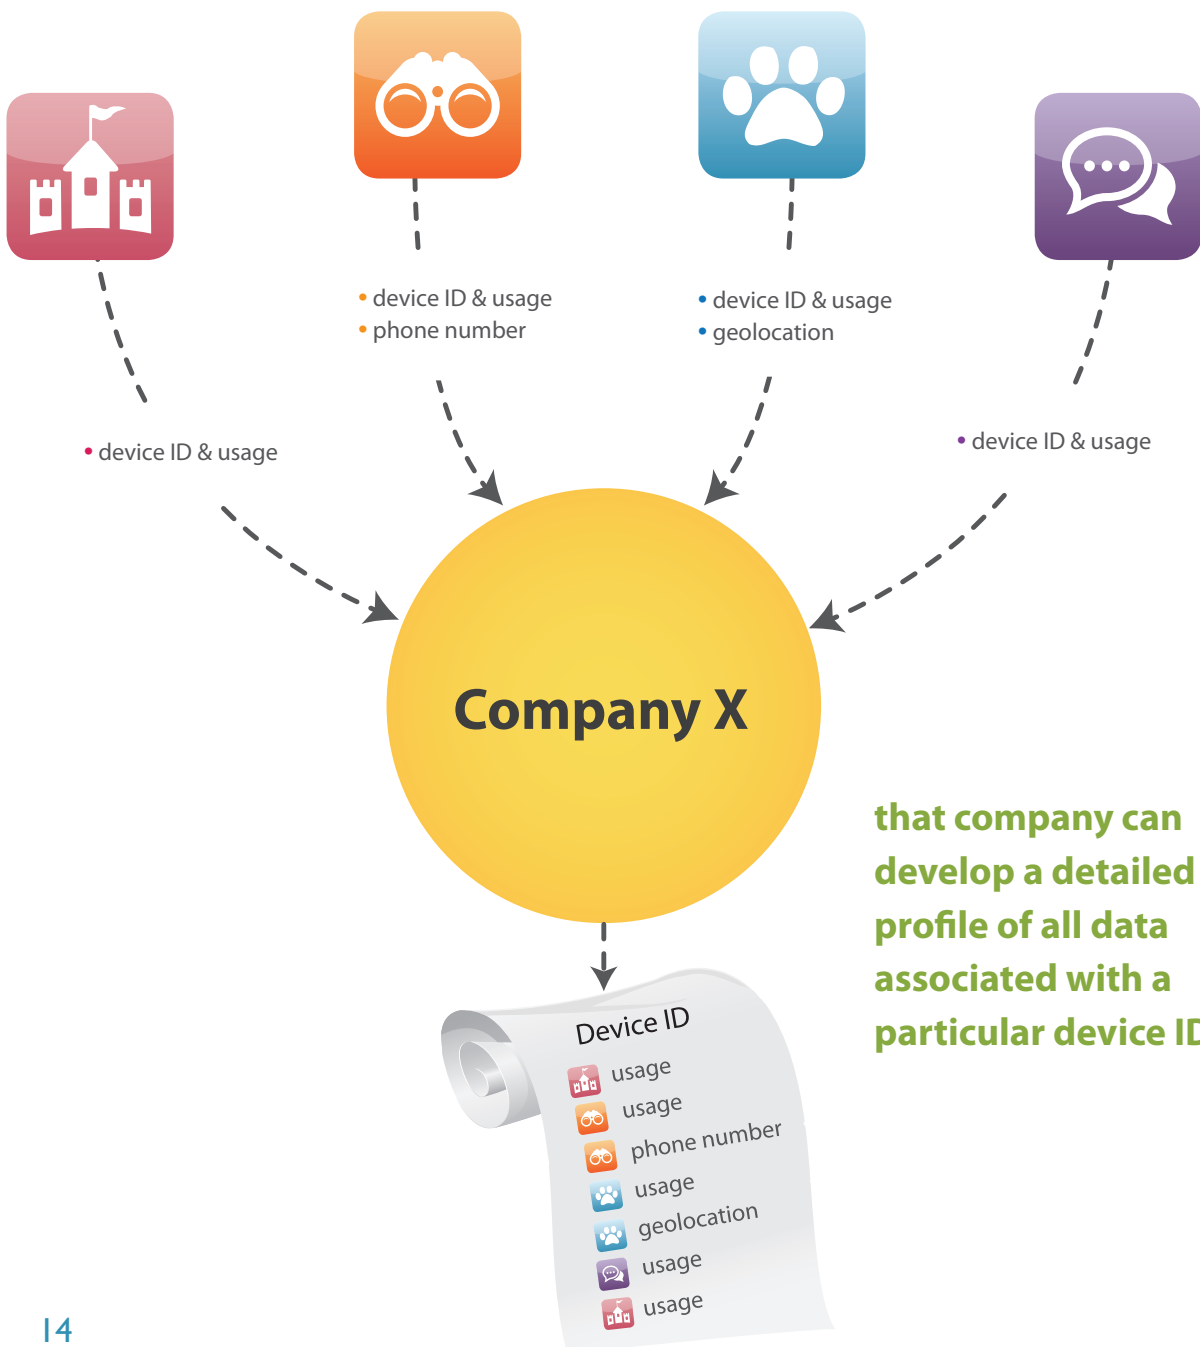 • device ID & usage
• phone number
• device ID & usage
• geolocation
• device ID & usage
• device ID & usage
Company X
that company can
develop a detailed
profile of all data
associated with a
particular device ID
Device ID
usage
usage
phone number
usage
geolocation
usage
usage
14